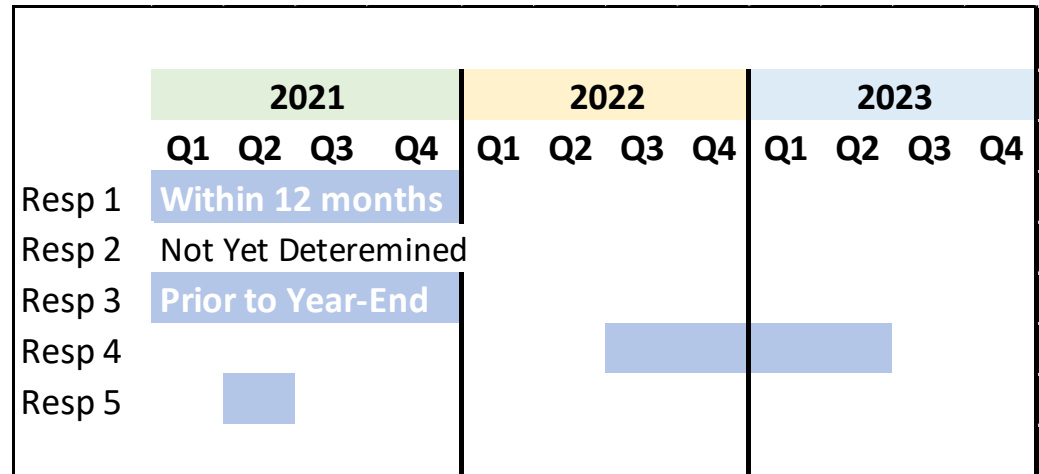 2021 2022 2023
Q1 Q2 Q3 Q4 Q1 Q2 Q3 Q4 Q1 Q2 Q3 Q4
Resp 1 Within 12 months
Resp 2 Not Yet Deteremined
Resp 3 Prior to Year-End
Resp 4
Resp 5